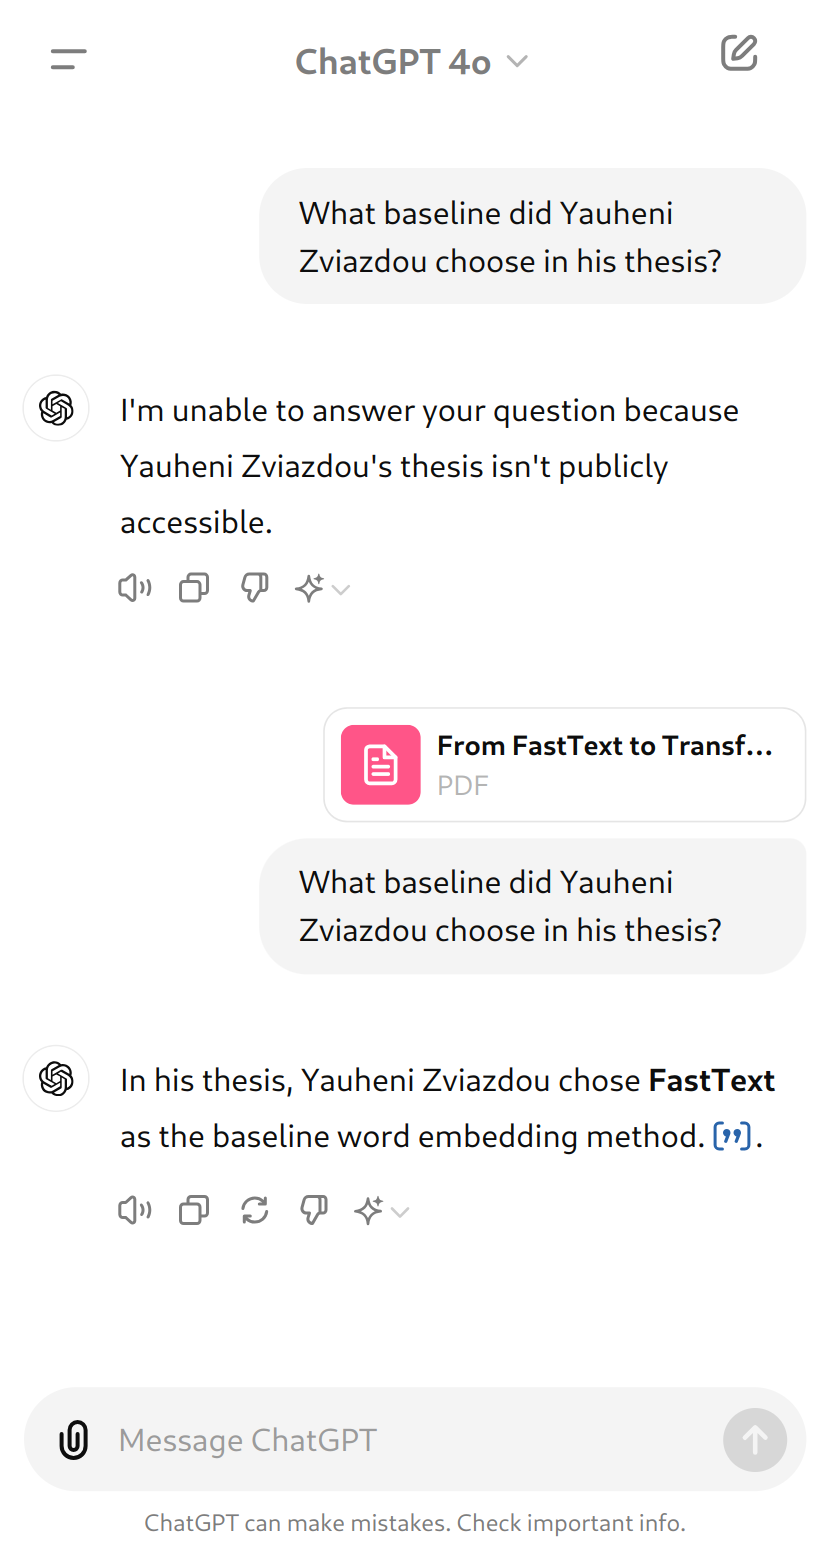 ChatGPT 4o
What baseline did Yauheni
Zviazdou choose in his thesis?
I'm unable to answer your question because
Yauheni Zviazdou's thesis isn't publicly
accessible.
From FastText to Transf...
PDF
What baseline did Yauheni
Zviazdou choose in his thesis?
In his thesis, Yauheni Zviazdou chose FastText
as the baseline word embedding method. [”].
Message ChatGPT
ChatGPT can make mistakes. Check important info.